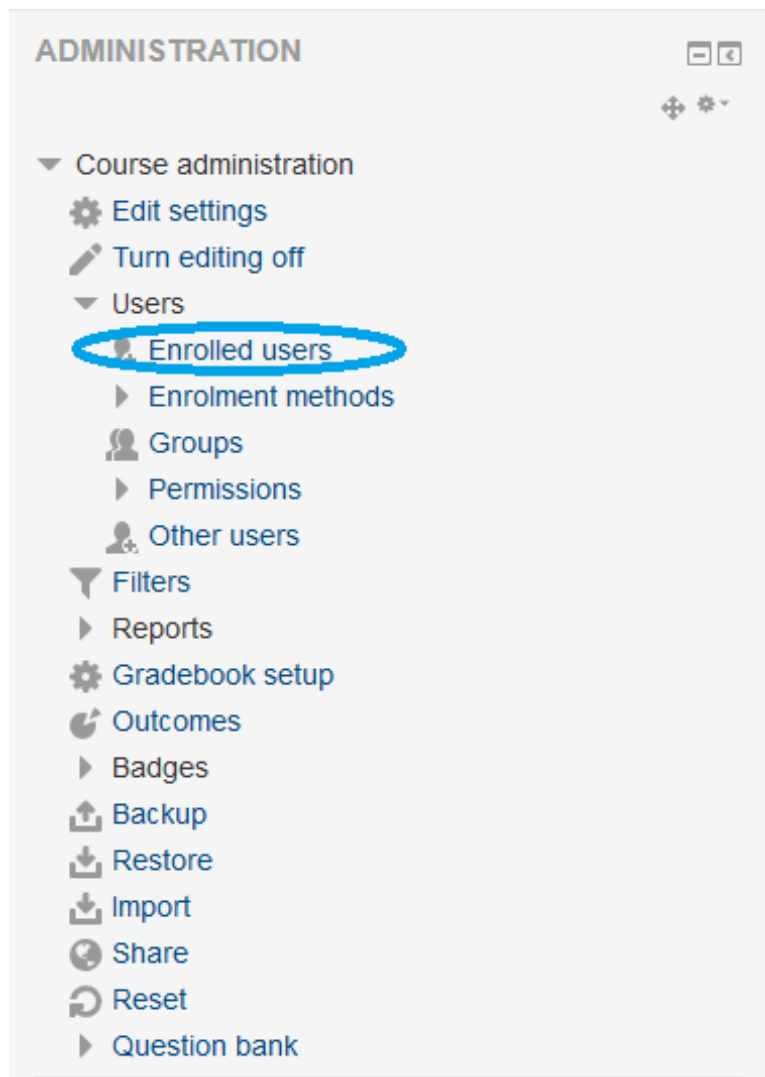 ADMINISTRATION
Course administration
Edit settings
Turn editing off
Users
Enrolled users
Enrolment methods
Groups
Permissions
Other users
Filters
Reports
Gradebook setup
Outcomes
Badges
Backup
Restore
Import
Share
Reset
Question bank